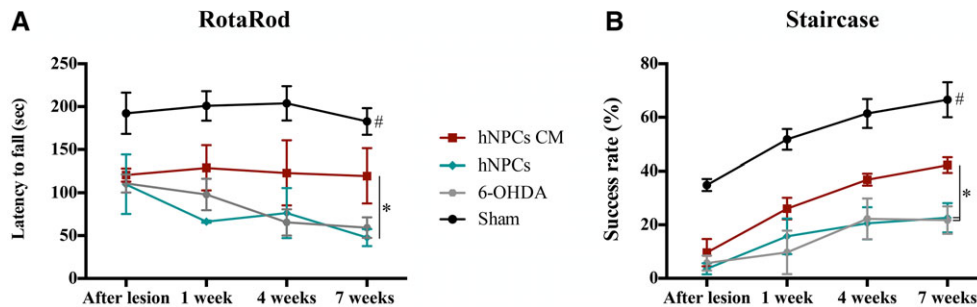 A
RotaRod
Latency to fall (sec)
250
200
150
100
50
0
After lesion
1 week
4 weeks
7 weeks
#
*
hNPCs CM
hNPCs
6-OHDA
Sham
B
Staircase
Success rate (%)
80
60
40
20
0
After lesion
1 week
4 weeks
7 weeks
#
*